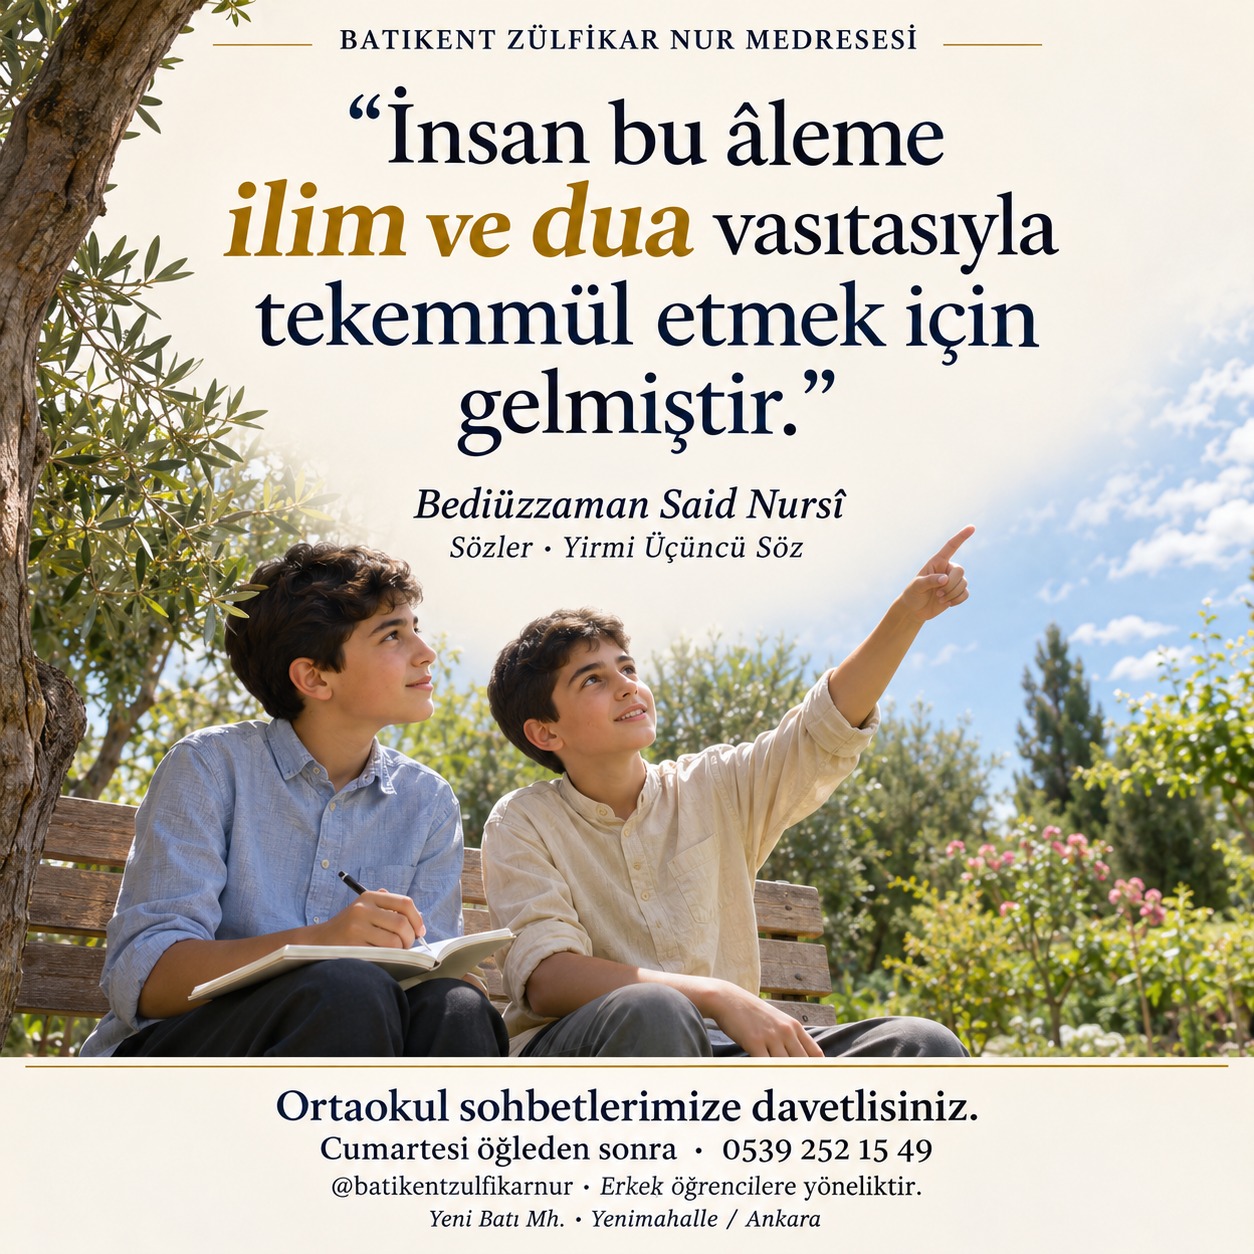 BATIKENT ZÜLFİKAR NUR MEDRESESİ
“İnsan bu âleme
ilim ve dua vasıtasıyla
tekemmül etmek için
gelmiştir.”
Bediüzzaman Said Nursî
Sözler • Yirmi Üçüncü Söz
Ortaokul sohbetlerimize davetlisiniz.
Cumartesi öğleden sonra • 0539 252 15 49
@batikentzulfikarnur • Erkek öğrencilere yöneliktir.
Yeni Batı Mh. • Yenimahalle / Ankara